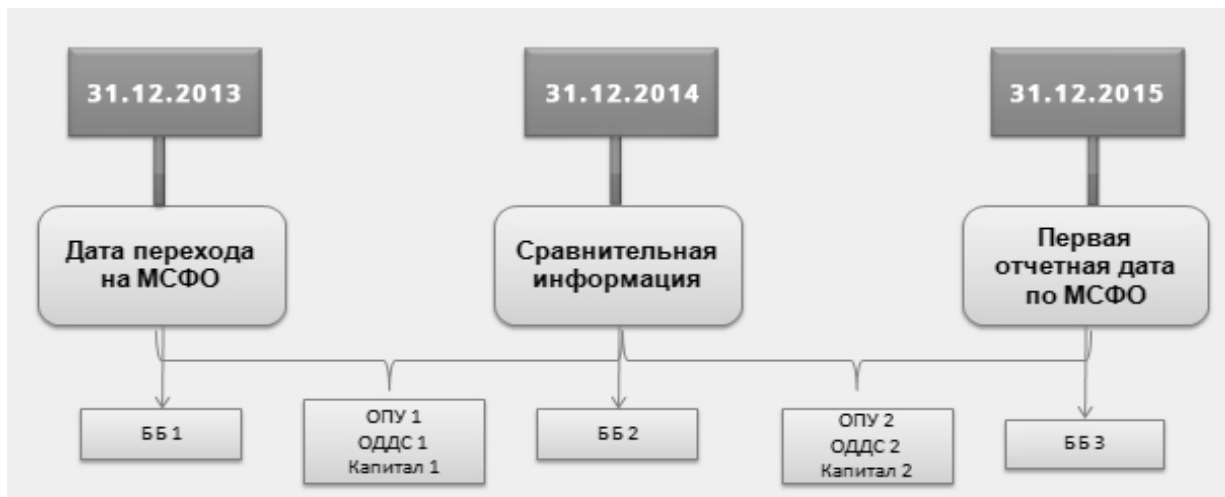 31.12.2013
31.12.2014
31.12.2015
Дата перехода
на МСФО
Сравнительная
информация
Первая
отчетная дата
по МСФО
ББ 1
ОПУ 1
ОДДС 1
Капитал 1
ББ 2
ОПУ 2
ОДДС 2
Капитал 2
ББ 3